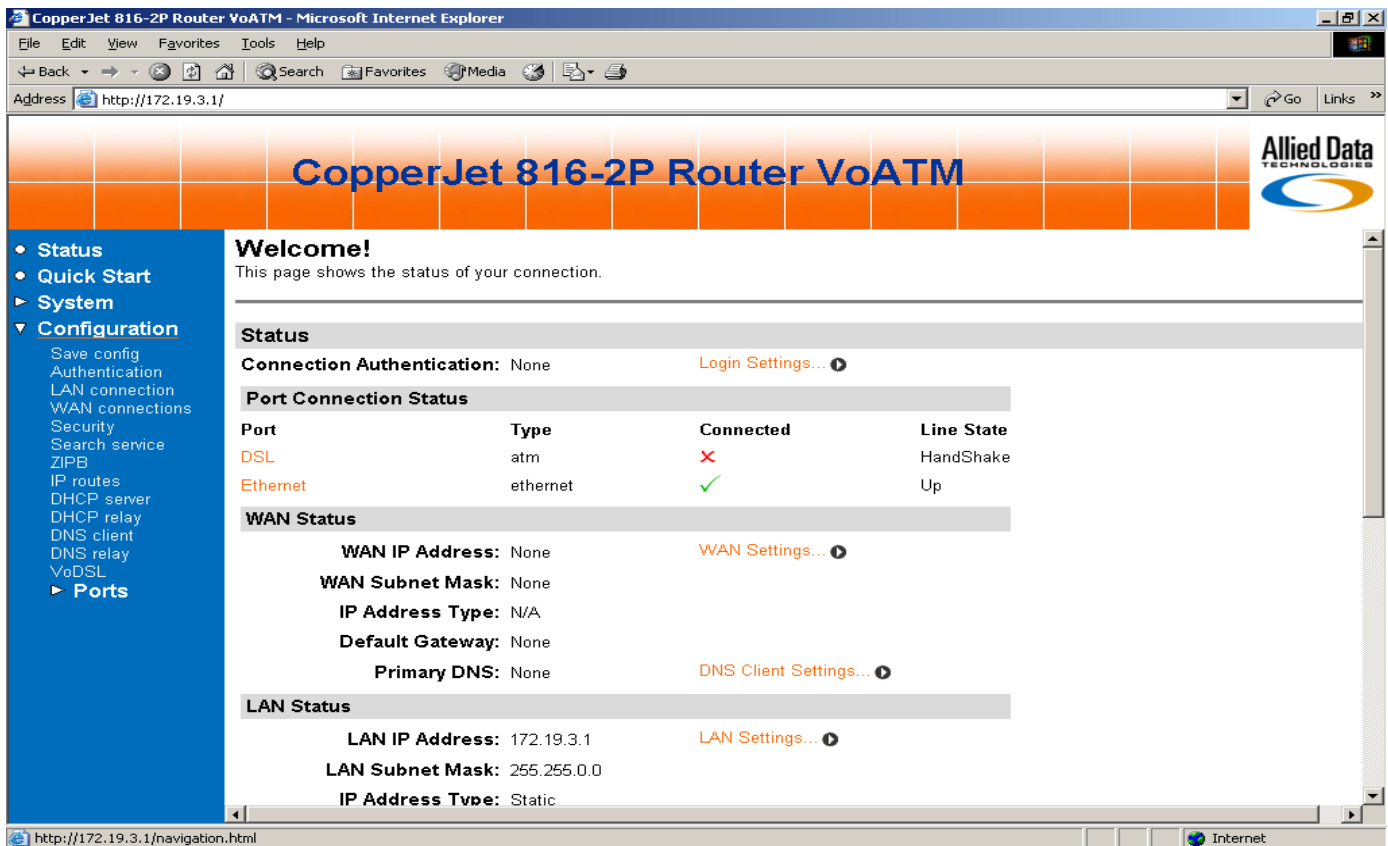 CopperJet 816-2P Router VoATM - Microsoft Internet Explorer
File Edit View Favorites Tools Help
Back Search Favorites Media
Address http://172.19.3.1/ Go Links »
CopperJet 816-2P Router VoATM
Allied Data
TECHNOLOGIES
Status
Quick Start
System
Configuration
Save config
Authentication
LAN connection
WAN connections
Security
Search service
ZIPB
IP routes
DHCP server
DHCP relay
DNS client
DNS relay
VoDSL
Ports
Welcome!
This page shows the status of your connection.
Status
Connection Authentication: None Login Settings...
Port Connection Status
Port Type Connected Line State
DSL atm HandShake
Ethernet ethernet Up
WAN Status
WAN IP Address: None WAN Settings...
WAN Subnet Mask: None
IP Address Type: N/A
Default Gateway: None
Primary DNS: None DNS Client Settings...
LAN Status
LAN IP Address: 172.19.3.1 LAN Settings...
LAN Subnet Mask: 255.255.0.0
IP Address Type: Static
http://172.19.3.1/navigation.html Internet